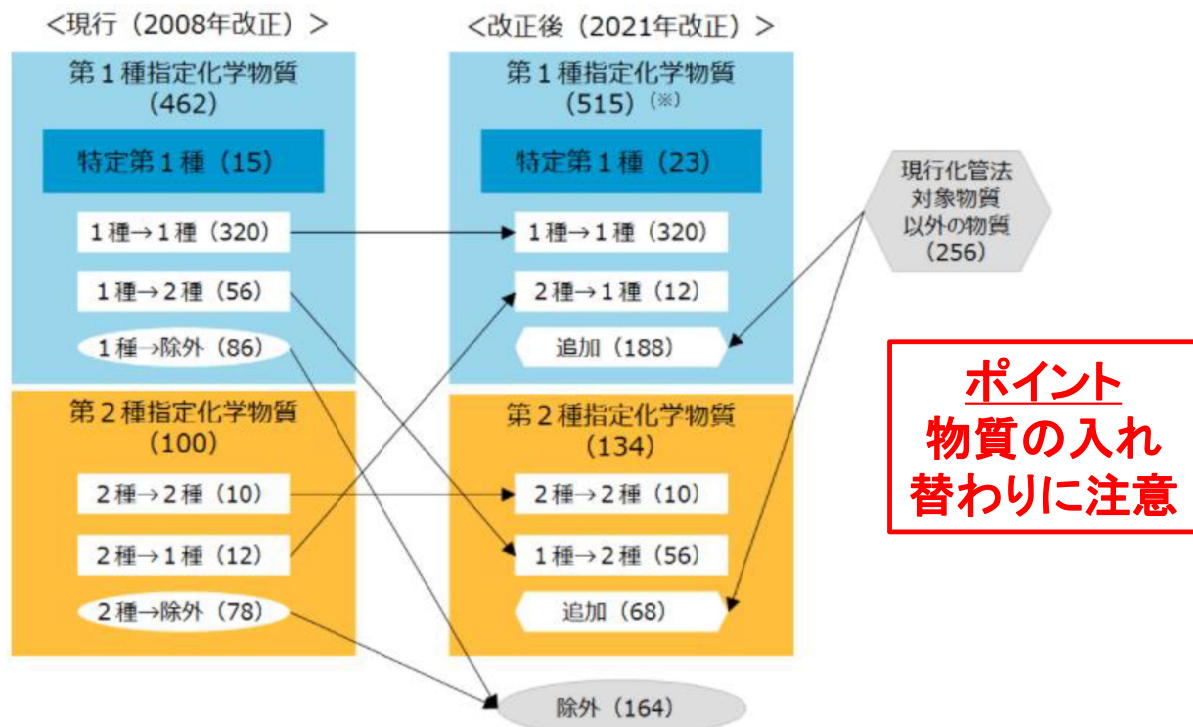 ＜現行（2008年改正）＞
第１種指定化学物質
(462)
特定第１種（15）
１種→１種（320）
１種→２種（56）
１種→除外（86）
第２種指定化学物質
(100)
２種→２種（10）
２種→１種（12）
２種→除外（78）
＜改正後（2021年改正）＞
第１種指定化学物質
(515)（※）
特定第１種（23）
１種→１種（320）
２種→１種（12）
追加（188）
第２種指定化学物質
(134)
２種→２種（10）
１種→２種（56）
追加（68）
除外（164）
現行化管法
対象物質
以外の物質
(256)
ポイント
物質の入れ
替わりに注意